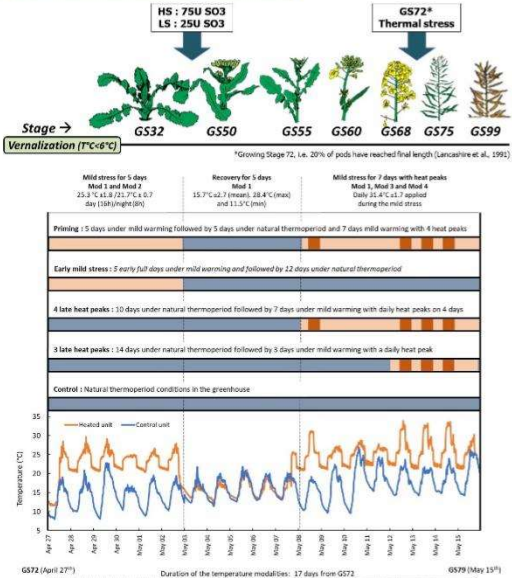 HS : 75U SO3
LS : 25U SO3
GS72*
Thermal stress
Stage → GS32 GS50 GS55 GS60 GS68 GS75 GS99
Vernalization (T°C<6°C)
*Growing Stage 72, i.e. 20% of pods have reached final length (Lancashire et al., 1991)
Mild stress for 5 days
Mod 1 and Mod 2
25.3 °C ±1.8 /21.7°C ± 0.7
day (16h)/night (8h)
Recovery for 5 days
Mod 1
15.7°C ±2.7 (mean), 28.4°C (max)
and 11.5°C (min)
Mild stress for 7 days with heat peaks
Mod 1, Mod 3 and Mod 4
Daily 31.4°C ±1.7 applied
during the mild stress
Priming : 5 days under mild warming followed by 5 days under natural thermoperiod and 7 days mild warming with 4 heat peaks
Early mild stress : 5 early full days under mild warming and followed by 12 days under natural thermoperiod
4 late heat peaks : 10 days under natural thermoperiod followed by 7 days under mild warming with daily heat peaks on 4 days
3 late heat peaks : 14 days under natural thermoperiod followed by 3 days under mild warming with a daily heat peak
Control : Natural thermoperiod conditions in the greenhouse
Heated unit Control unit
Temperature (°C)
35
30
25
20
15
10
5
Apr 27 Apr 28 Apr 29 Apr 30 May 01 May 02 May 03 May 04 May 05 May 06 May 07 May 08 May 09 May 10 May 11 May 12 May 13 May 14 May 15
GS72 (April 27th) Duration of the temperature modalities: 17 days from GS72 GS79 (May 15th)